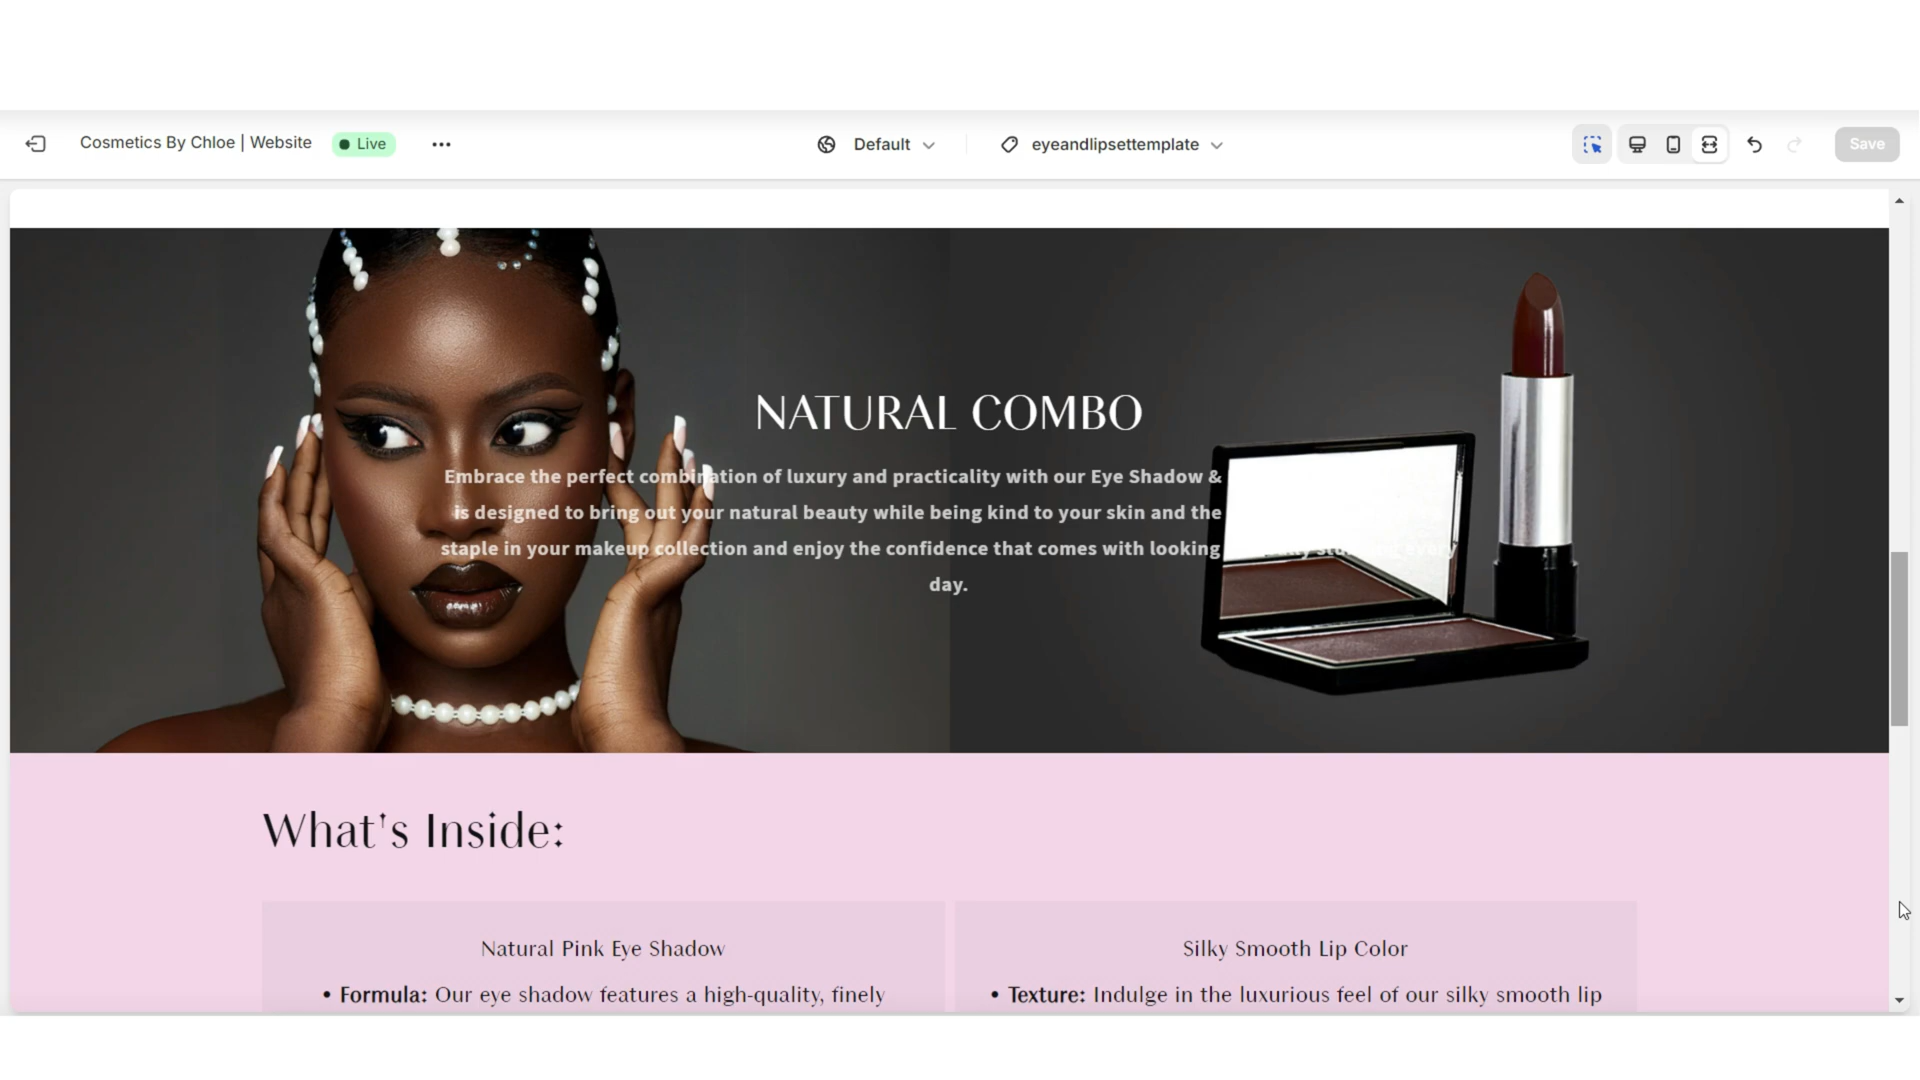 Cosmetics By Chloe | Website
Live
Default
eyeandlipsettemplate
Save
NATURAL COMBO
Embrace the perfect combination of luxury and practicality with our Eye Shadow &
is designed to bring out your natural beauty while being kind to your skin and the
staple in your makeup collection and enjoy the confidence that comes with looking
day.
What's Inside:
Natural Pink Eye Shadow
• Formula: Our eye shadow features a high-quality, finely
Silky Smooth Lip Color
• Texture: Indulge in the luxurious feel of our silky smooth lip